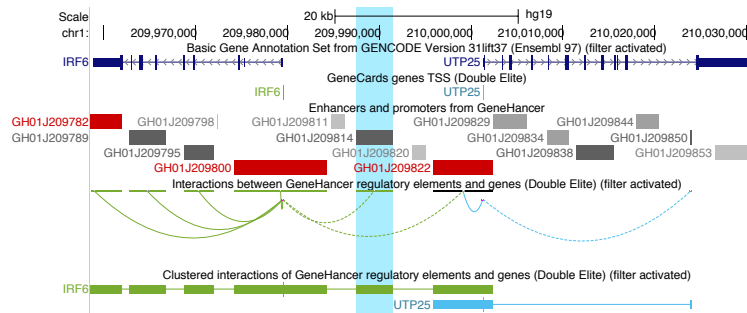 Scale 20 kb hg19
chr1: 209,970,000 209,980,000 209,990,000 210,000,000 210,010,000 210,020,000 210,030,000
Basic Gene Annotation Set from GENCODE Version 31lift37 (Ensembl 97) (filter activated)
IRF6 UTP25
GeneCards genes TSS (Double Elite)
IRF6 UTP25
Enhancers and promoters from GeneHancer
GH01J209782 GH01J209798 GH01J209811 GH01J209829 GH01J209844
GH01J209789 GH01J209814 GH01J209834 GH01J209850
GH01J209795 GH01J209820 GH01J209838 GH01J209853
GH01J209800 GH01J209822
Interactions between GeneHancer regulatory elements and genes (Double Elite) (filter activated)
Clustered interactions of GeneHancer regulatory elements and genes (Double Elite) (filter activated)
IRF6
UTP25